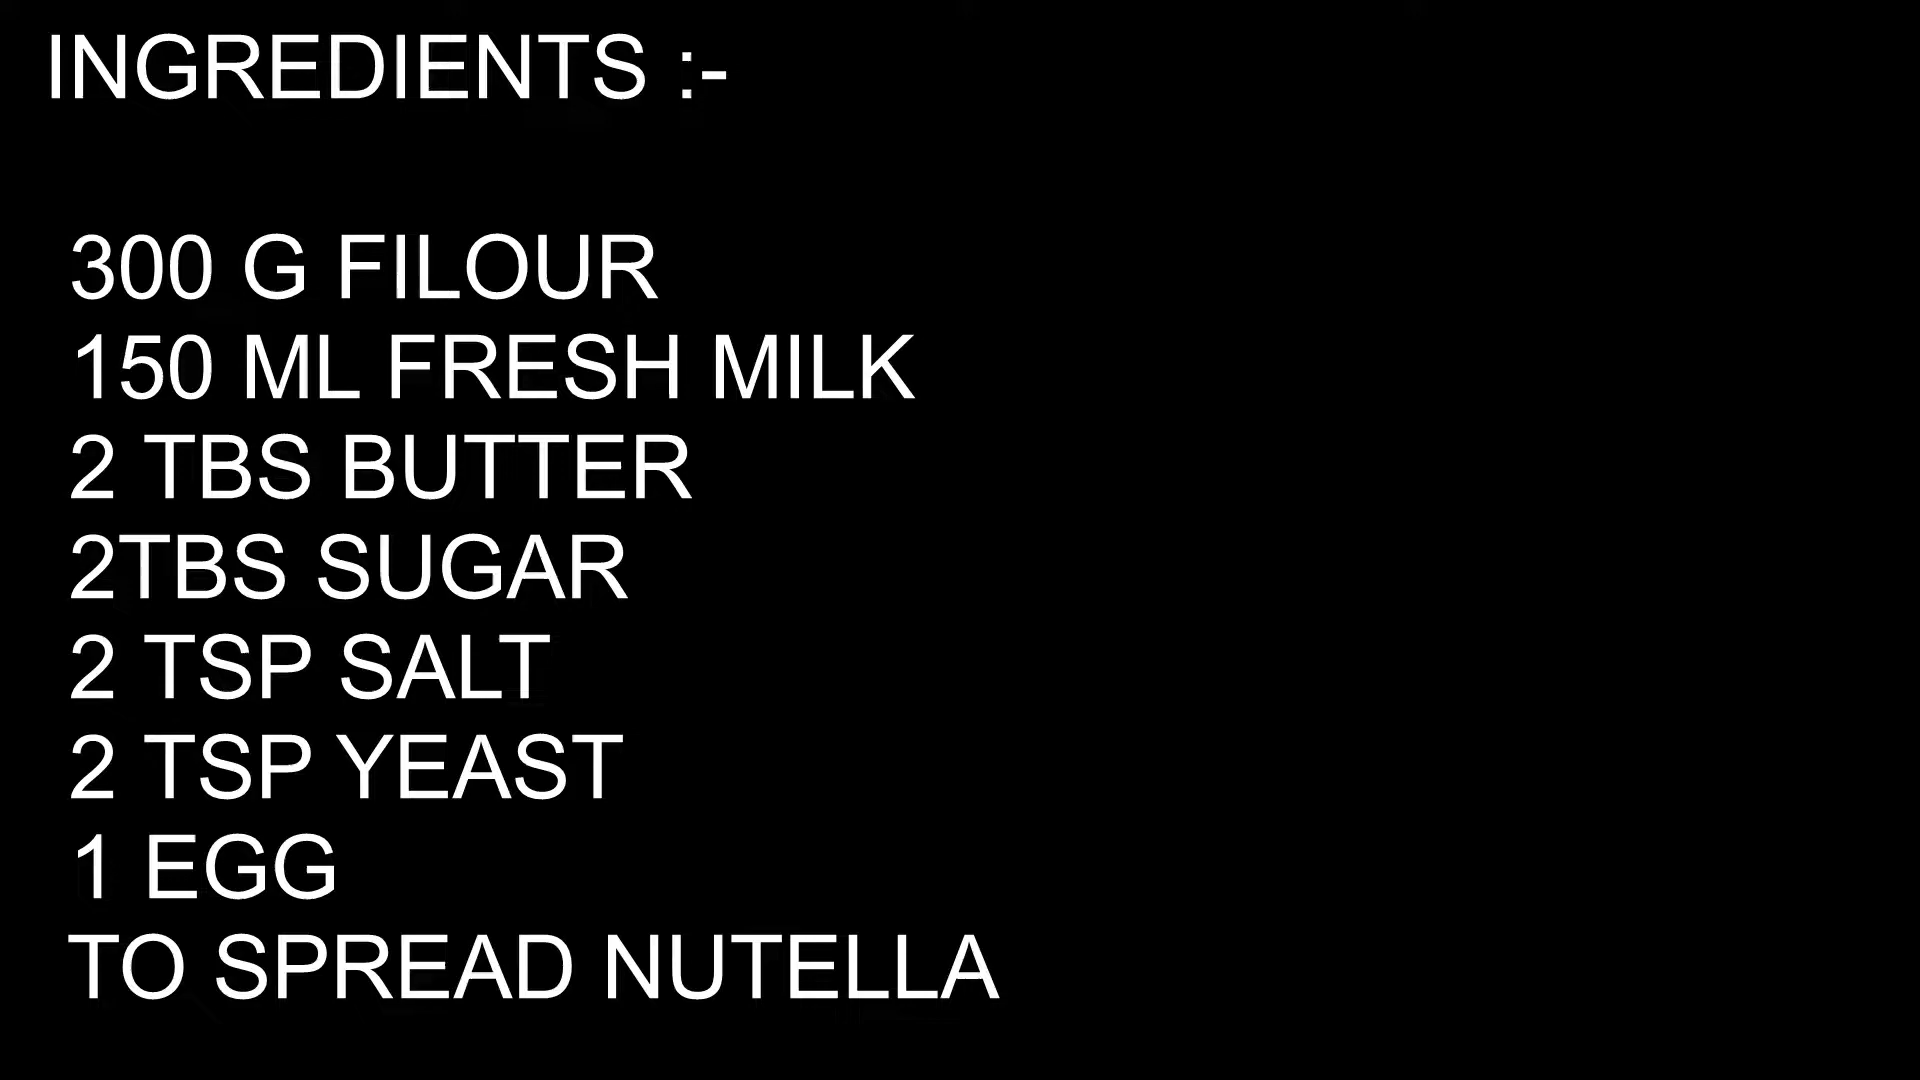 INGREDIENTS :-
300 G FILOUR
150 ML FRESH MILK
2 TBS BUTTER
2TBS SUGAR
2 TSP SALT
2 TSP YEAST
1 EGG
TO SPREAD NUTELLA